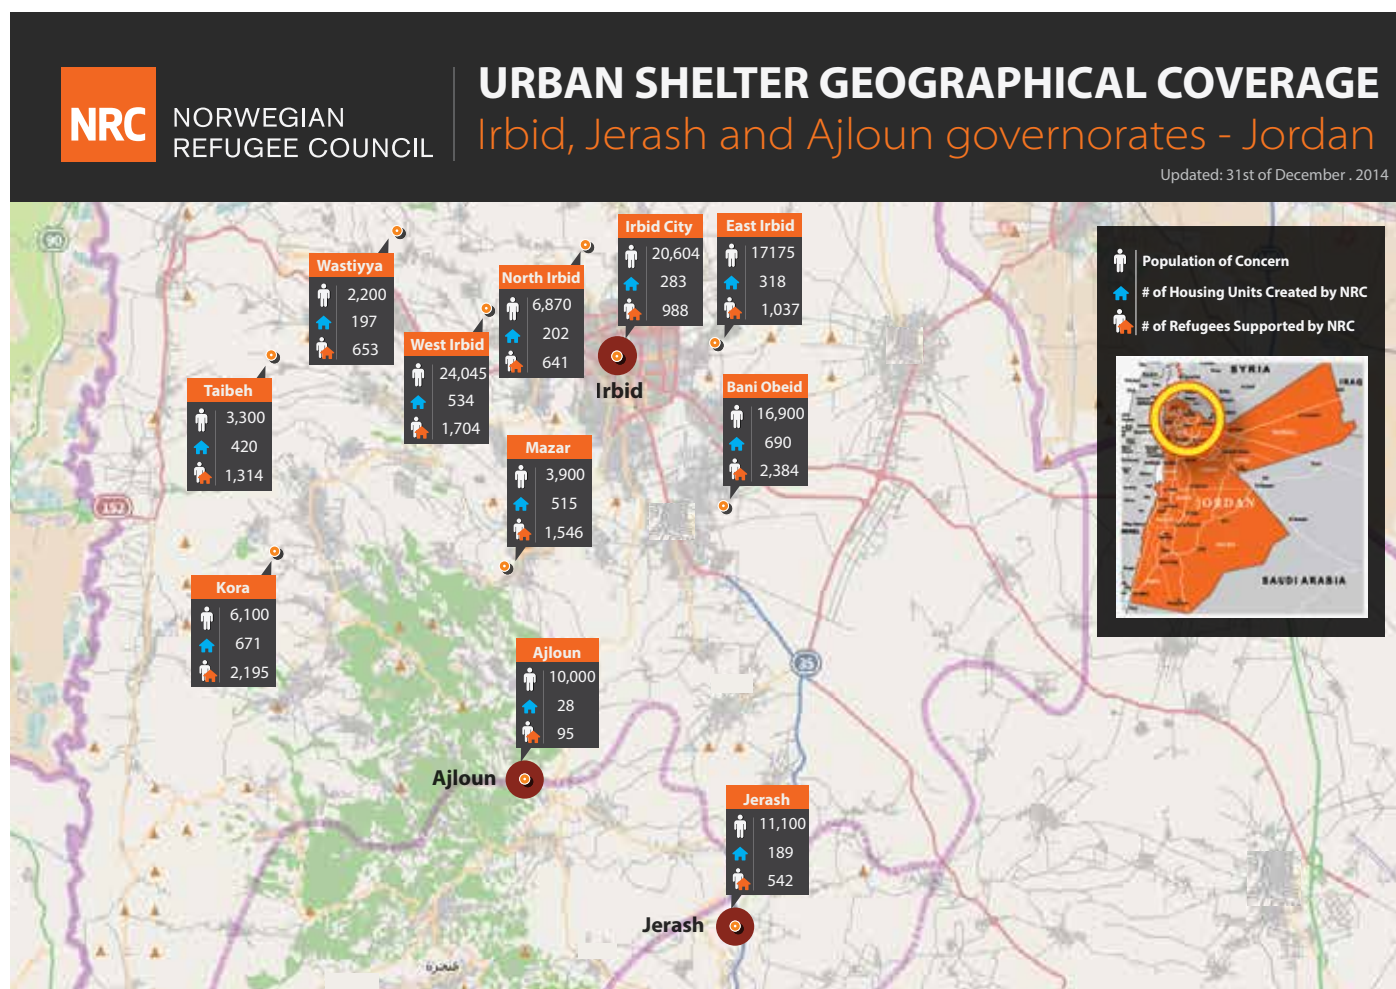 NRC
NORWEGIAN
REFUGEE COUNCIL
URBAN SHELTER GEOGRAPHICAL COVERAGE
Irbid, Jerash and Ajloun governorates - Jordan
Updated: 31st of December . 2014
90
Wastiyya
2,200
197
653
North Irbid
6,870
202
641
Irbid City
20,604
283
988
East Irbid
17175
318
1,037
West Irbid
24,045
534
1,704
Irbid
Taibeh
3,300
420
1,314
Bani Obeid
16,900
690
2,384
Mazar
3,900
515
1,546
Kora
6,100
671
2,195
35
Ajloun
10,000
28
95
Ajloun
Jerash
11,100
189
542
Jerash
Population of Concern
# of Housing Units Created by NRC
# of Refugees Supported by NRC
SYRIA
IRAQ
JORDAN
SAUDI ARABIA